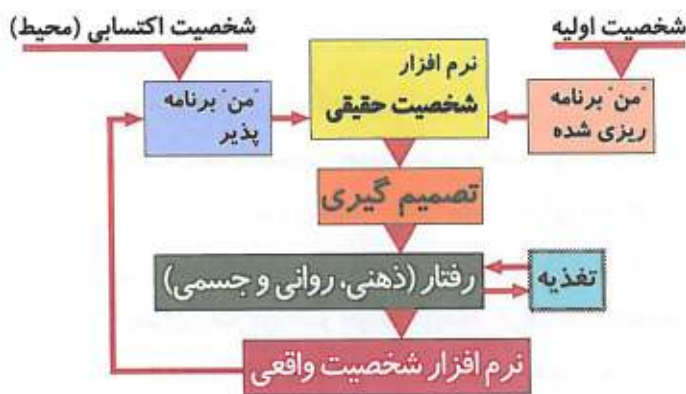 شخصیت اولیه
شخصیت اکتسابی (محیط)
"من" برنامه
ریزی شده
نرم افزار
شخصیت حقیقی
"من" برنامه
پذیر
تصمیم گیری
رفتار (ذهنی، روانی و جسمی)
تغذیه
نرم افزار شخصیت واقعی